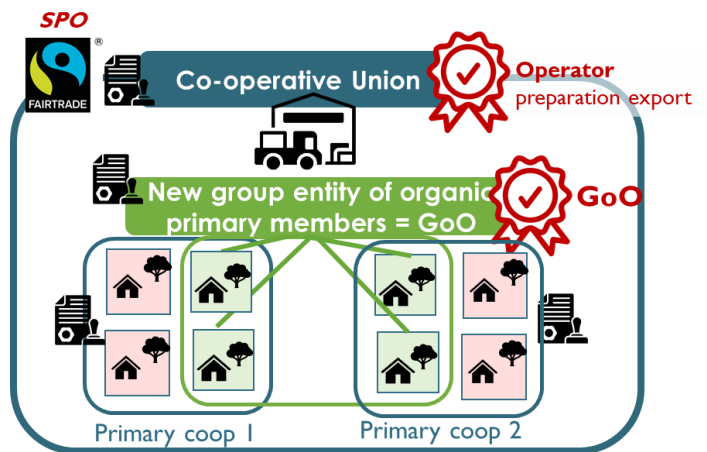 SPO
®
FAIRTRADE
Co-operative Union
Operator
preparation export
New group entity of organic
primary members = GoO
GoO
Primary coop 1
Primary coop 2